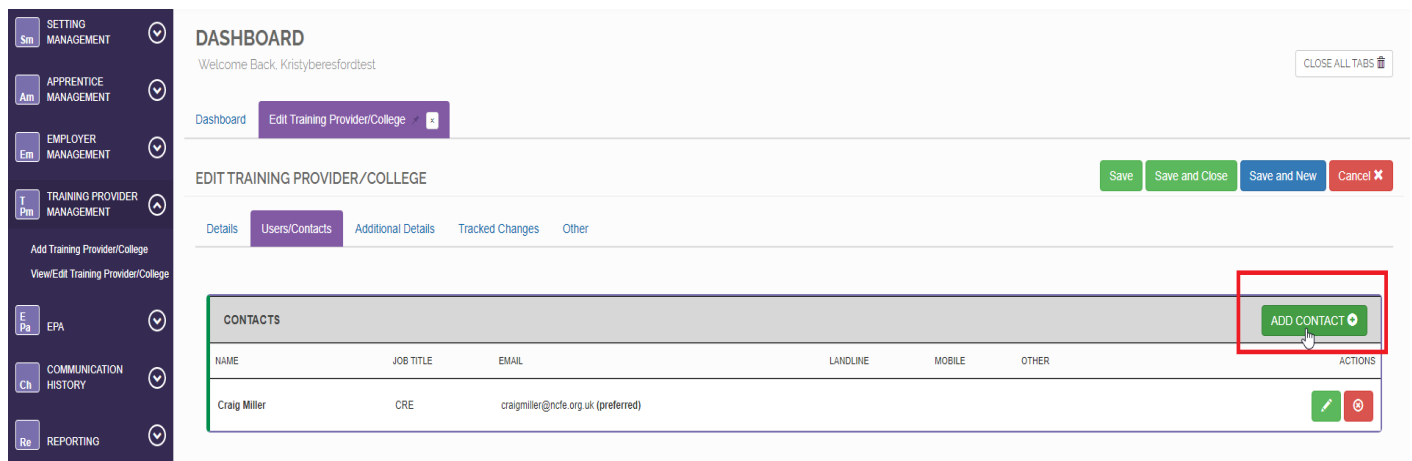 Sm SETTING
MANAGEMENT
Am APPRENTICE
MANAGEMENT
Em EMPLOYER
MANAGEMENT
T
Pm TRAINING PROVIDER
MANAGEMENT
Add Training Provider/College
View/Edit Training Provider/College
E
Pa EPA
Ch COMMUNICATION
HISTORY
Re REPORTING
DASHBOARD
Welcome Back, Kristyberesfordtest
CLOSE ALL TABS
Dashboard Edit Training Provider/College x
EDIT TRAINING PROVIDER/COLLEGE
Save Save and Close Save and New Cancel
Details Users/Contacts Additional Details Tracked Changes Other
CONTACTS ADD CONTACT
NAME JOB TITLE EMAIL LANDLINE MOBILE OTHER ACTIONS
Craig Miller CRE craigmiller@ncfe.org.uk (preferred)